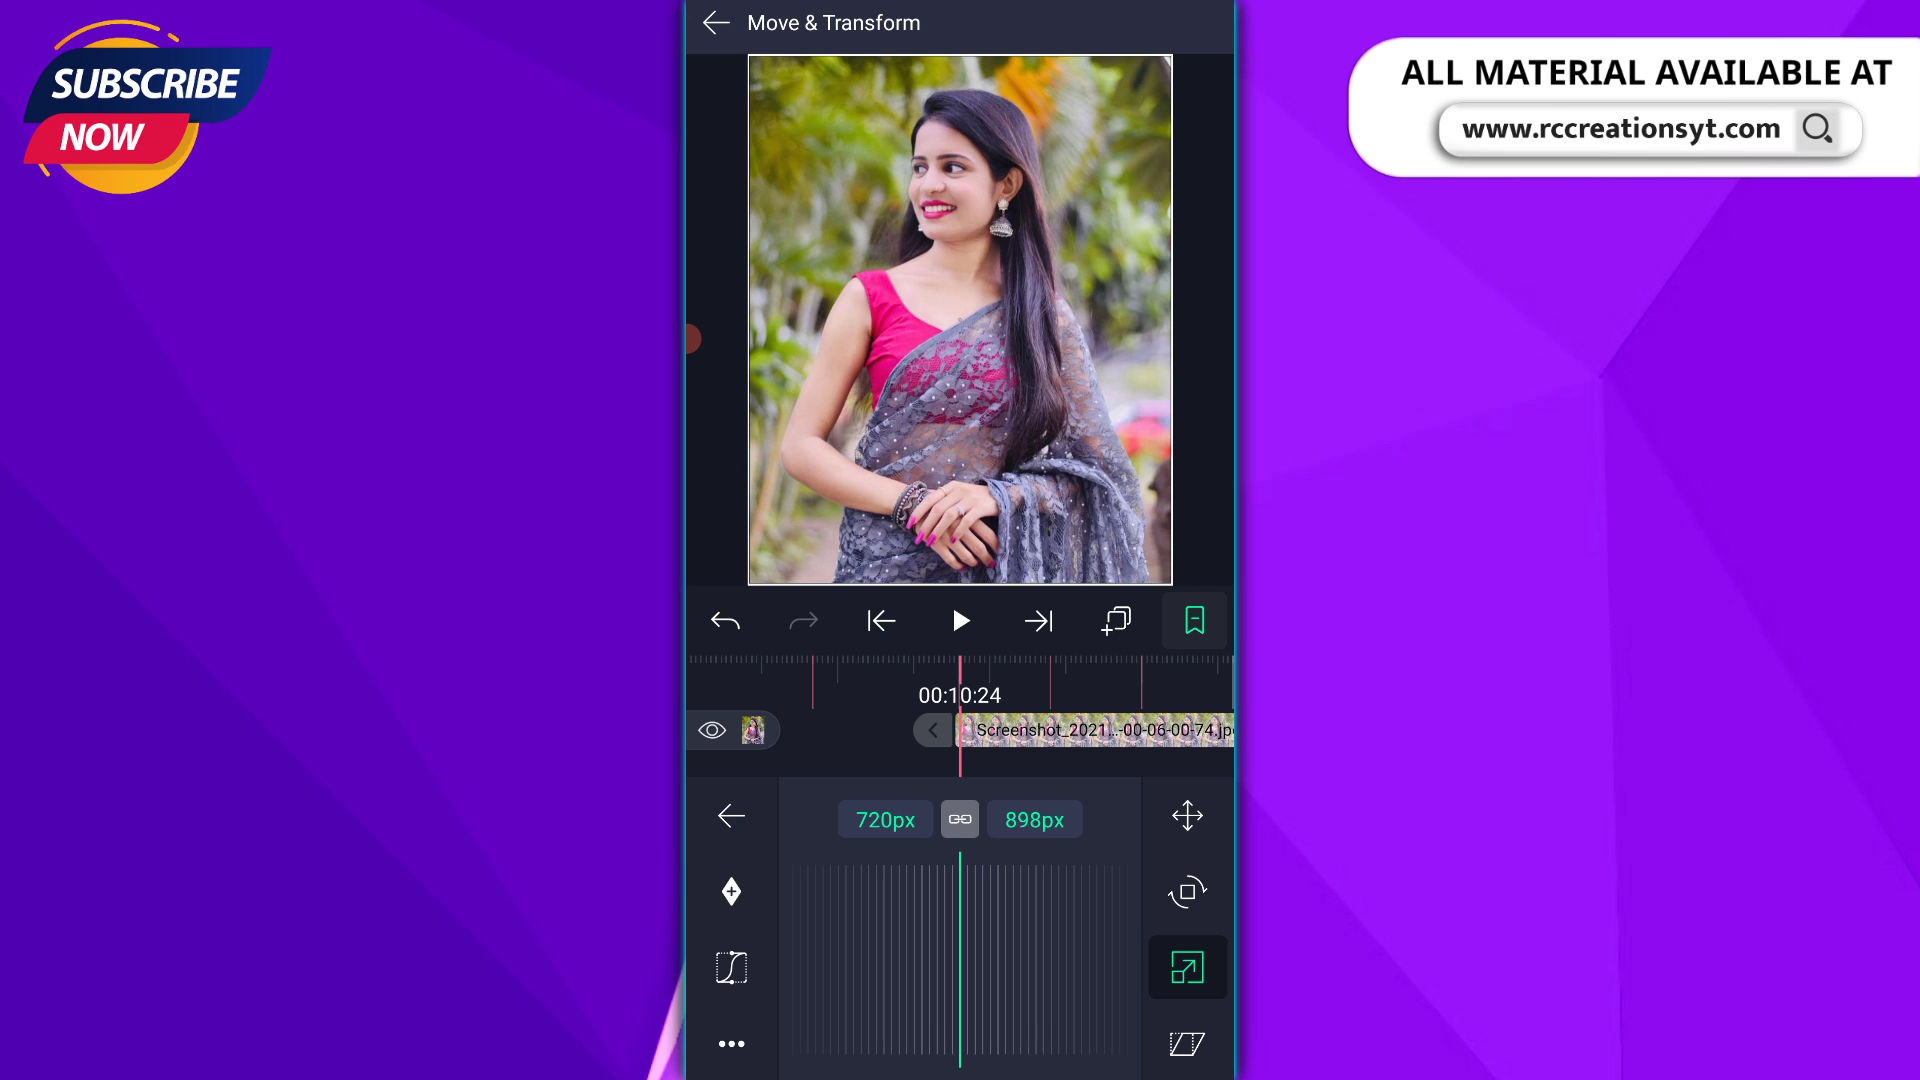 SUBSCRIBE
NOW
Move & Transform
ALL MATERIAL AVAILABLE AT
www.rccreationsyt.com
00:10:24
Screenshot_2021...-00-06-00-74.jp
720px
898px